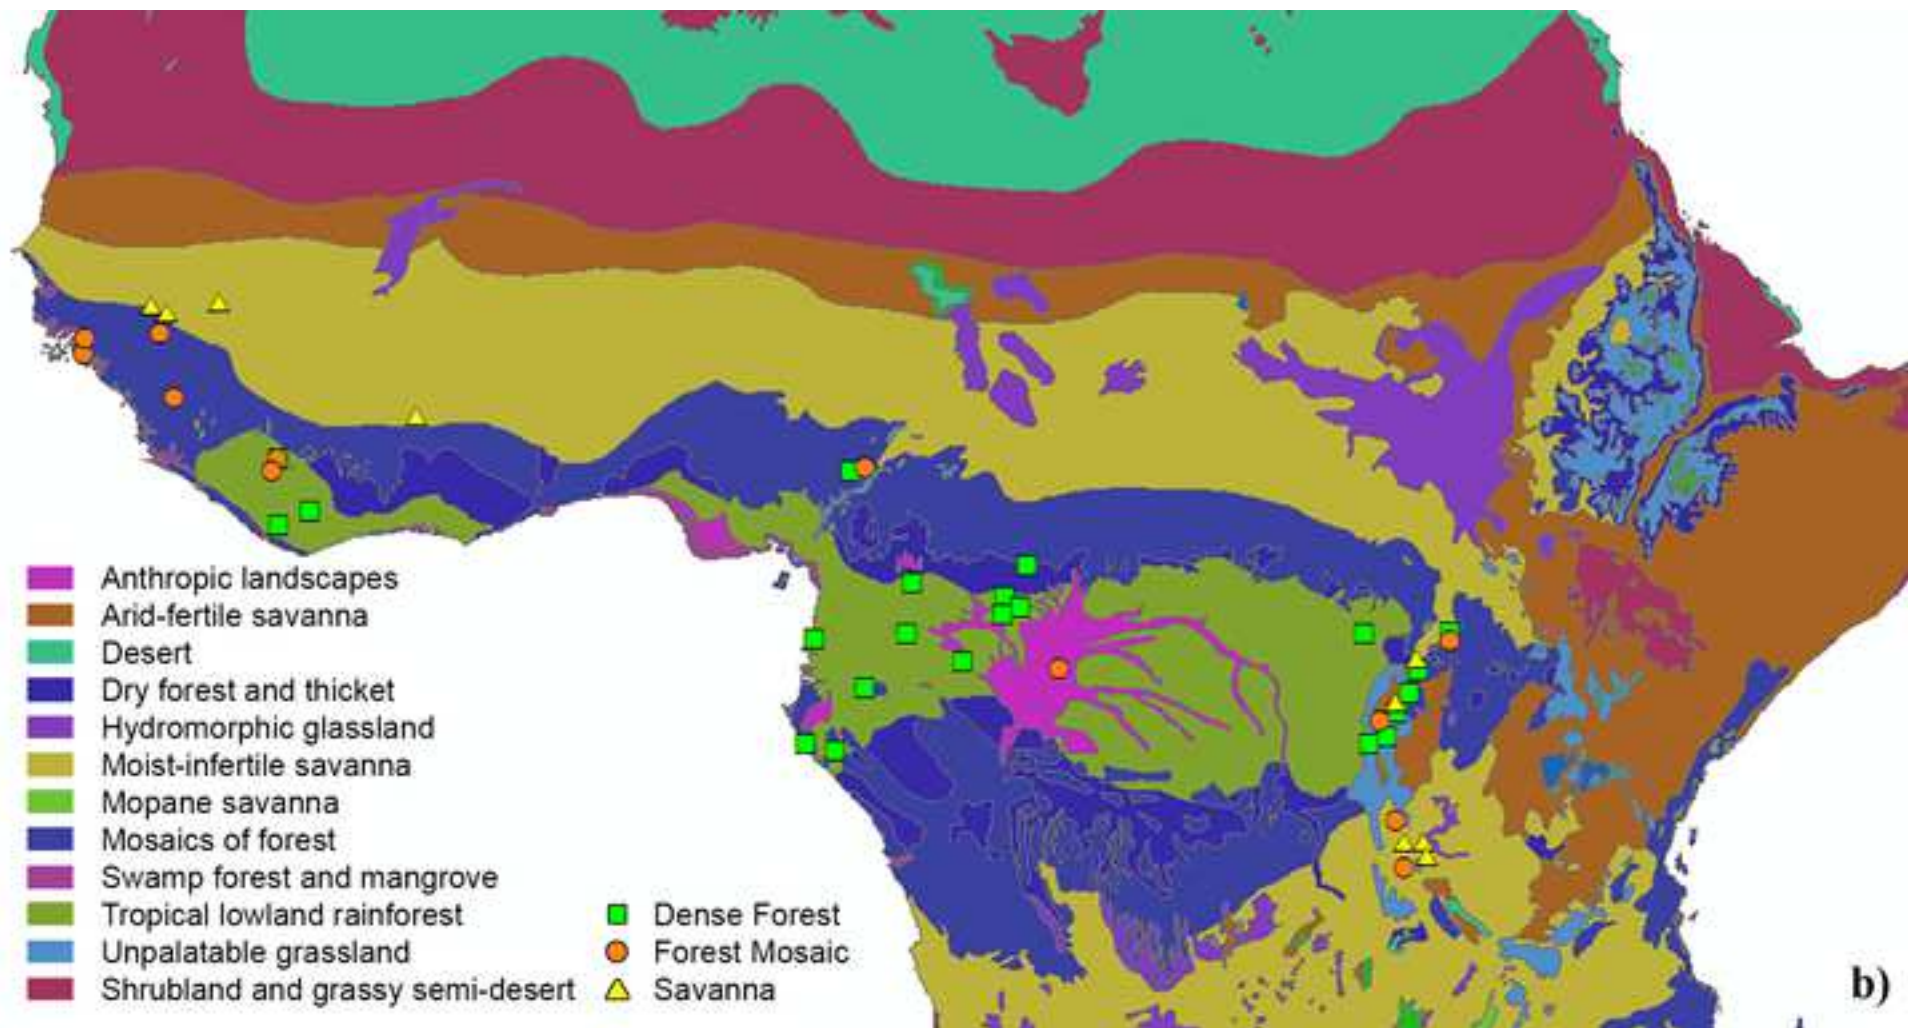 Anthropic landscapes
Arid-fertile savanna
Desert
Dry forest and thicket
Hydromorphic glassland
Moist-infertile savanna
Mopane savanna
Mosaics of forest
Swamp forest and mangrove
Tropical lowland rainforest
Unpalatable grassland
Shrubland and grassy semi-desert
Dense Forest
Forest Mosaic
Savanna
b)